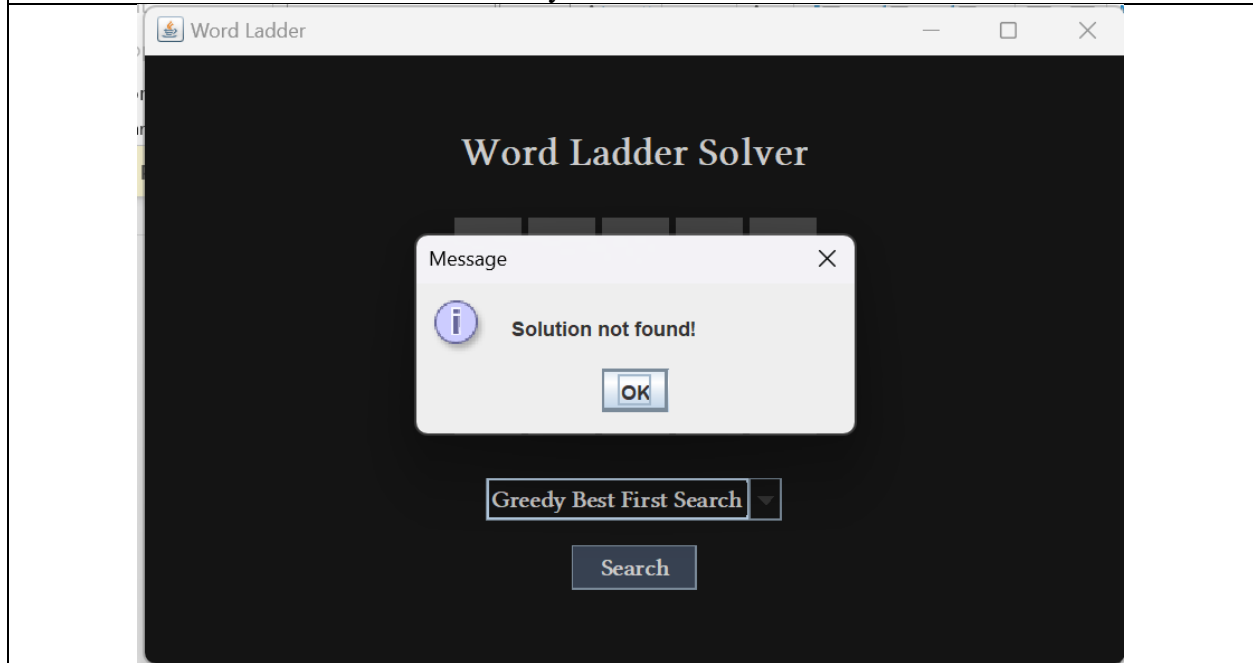 Word Ladder
Word Ladder Solver
Message
Solution not found!
OK
Greedy Best First Search
Search